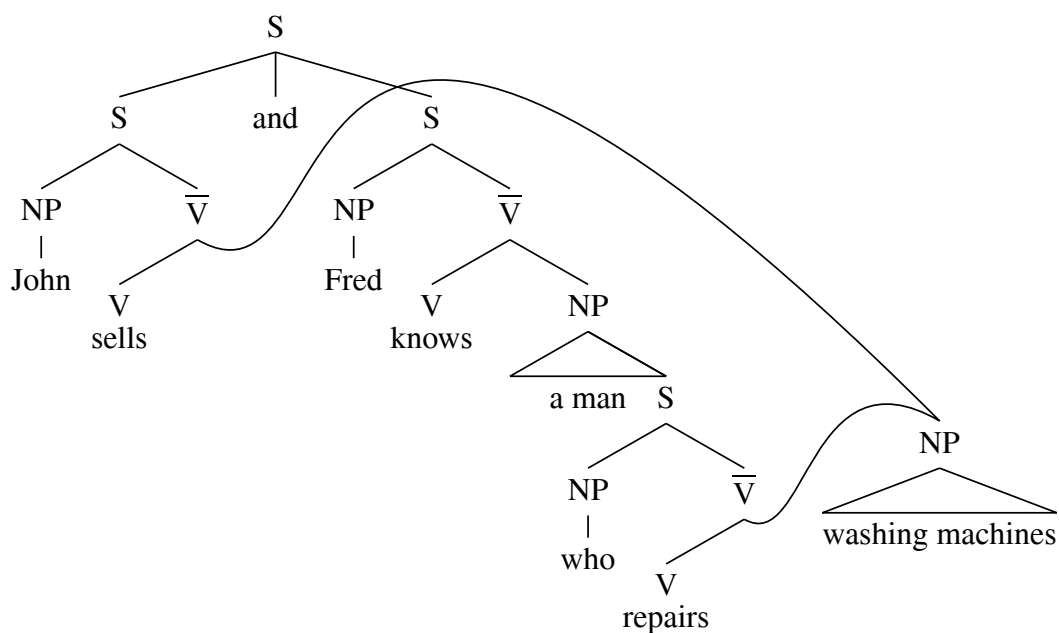 S
S and S
NP V̅ NP V̅
John V Fred V NP
sells knows
a man S
NP
NP V̅
washing machines
who V
repairs